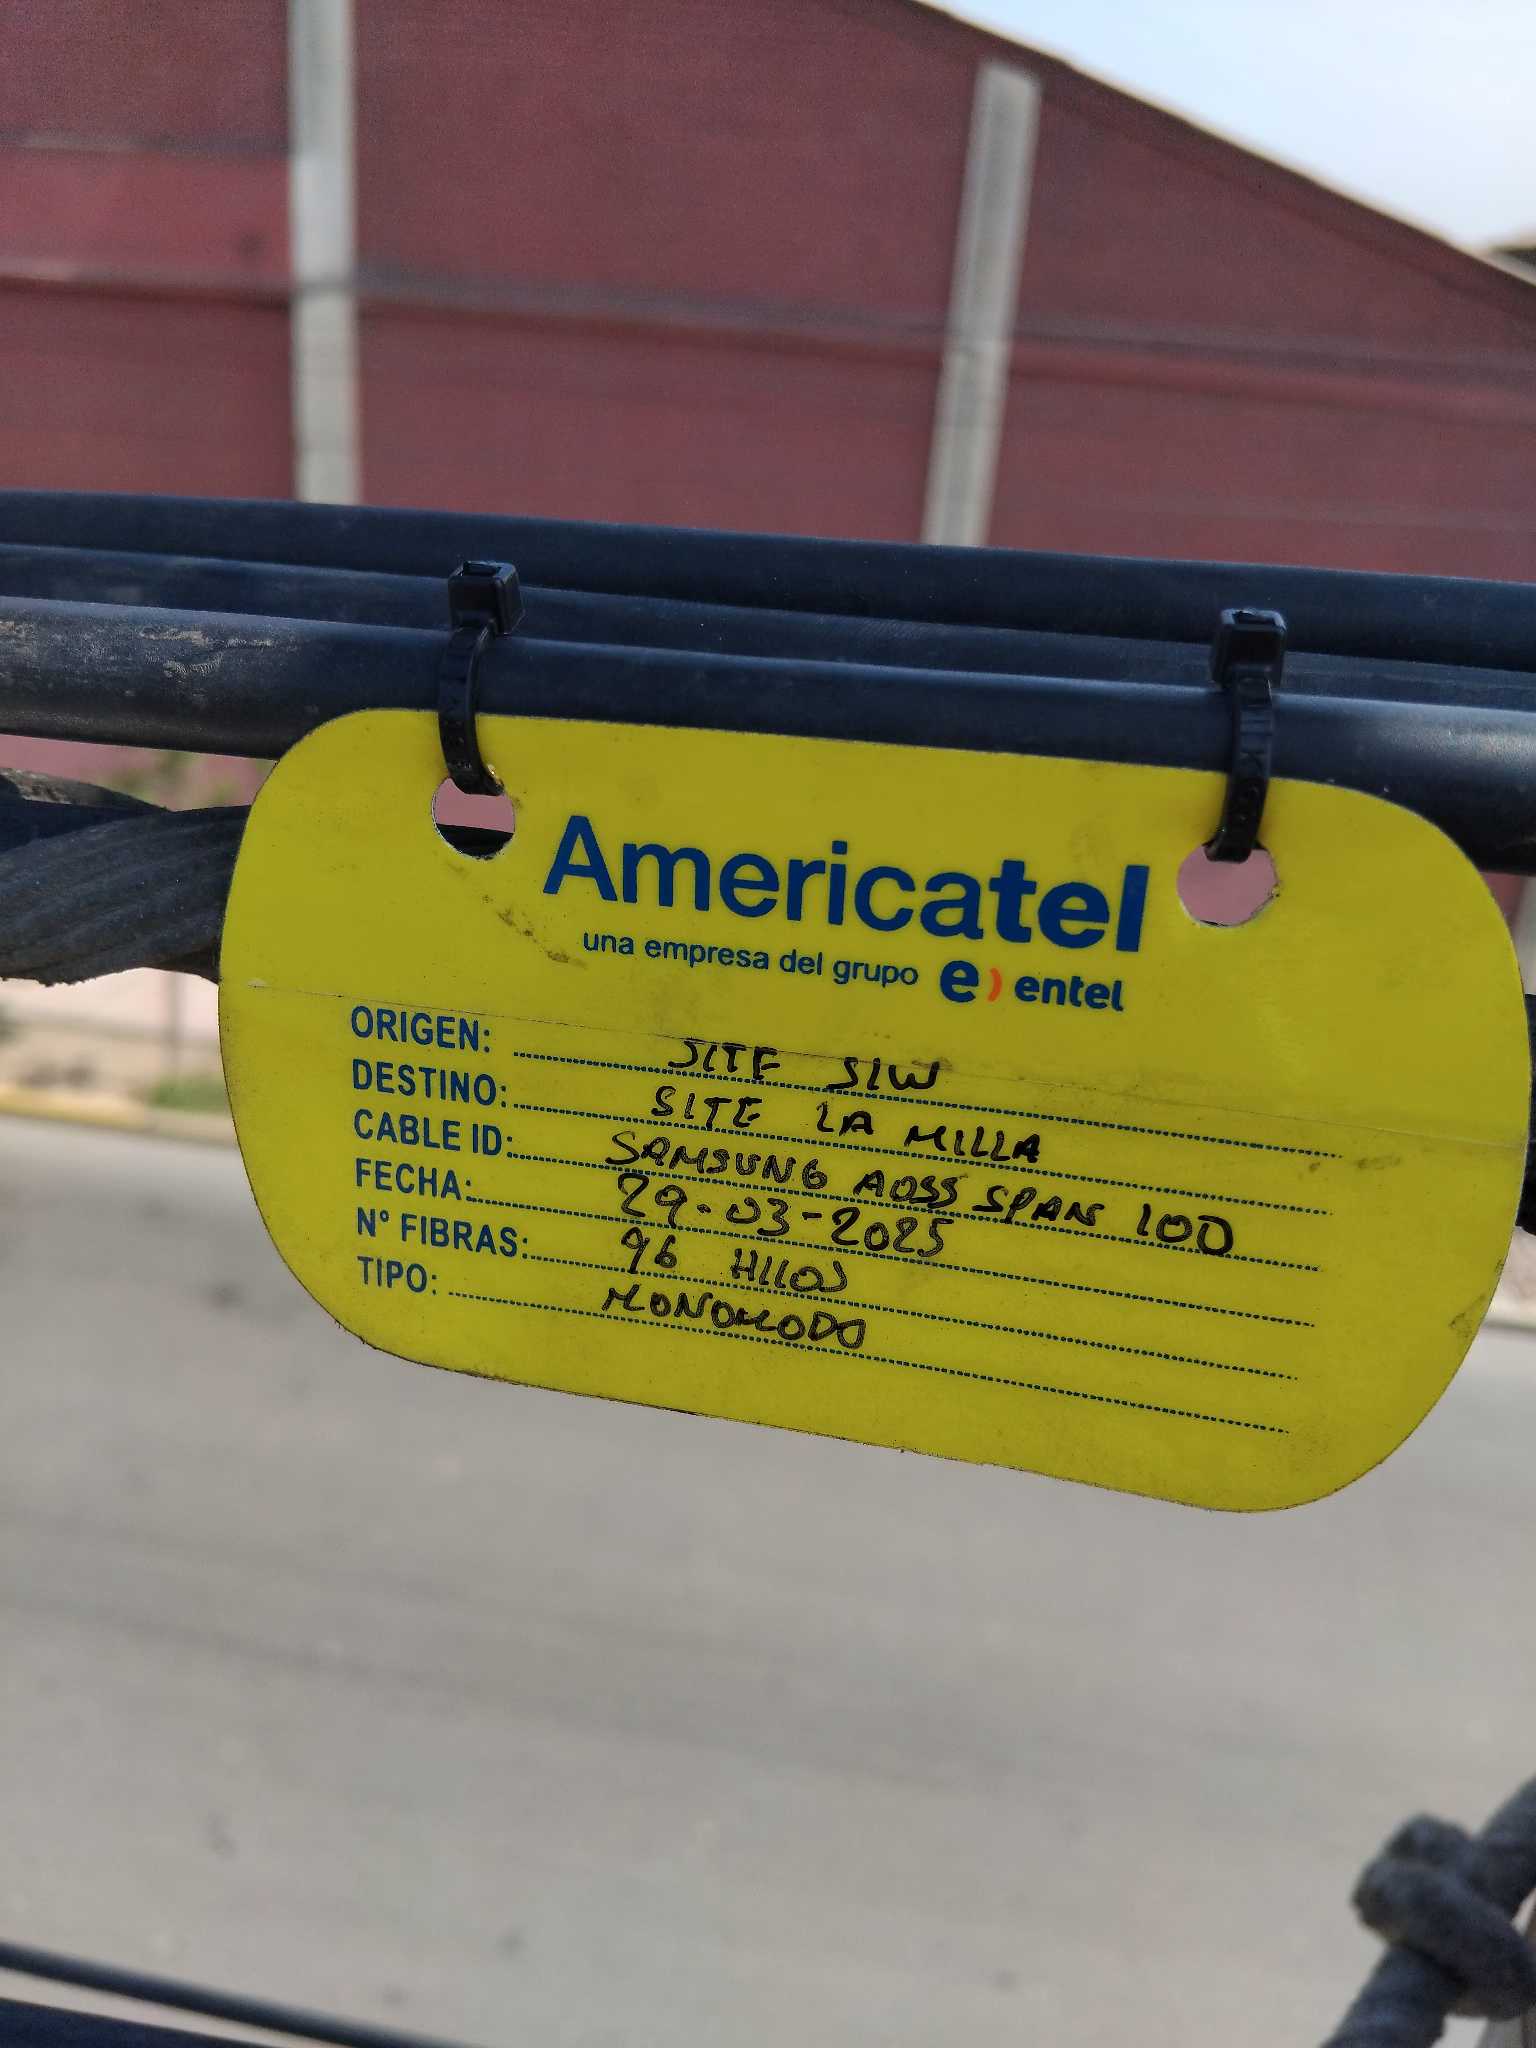 Americatel
una empresa del grupo e) entel
ORIGEN: SITE SIW
DESTINO: SITE LA MILLA
CABLE ID: SAMSUNG AOSS SPAN 100
FECHA: 29-03-2025
N° FIBRAS: 96 HILOS
TIPO: MONOMODO